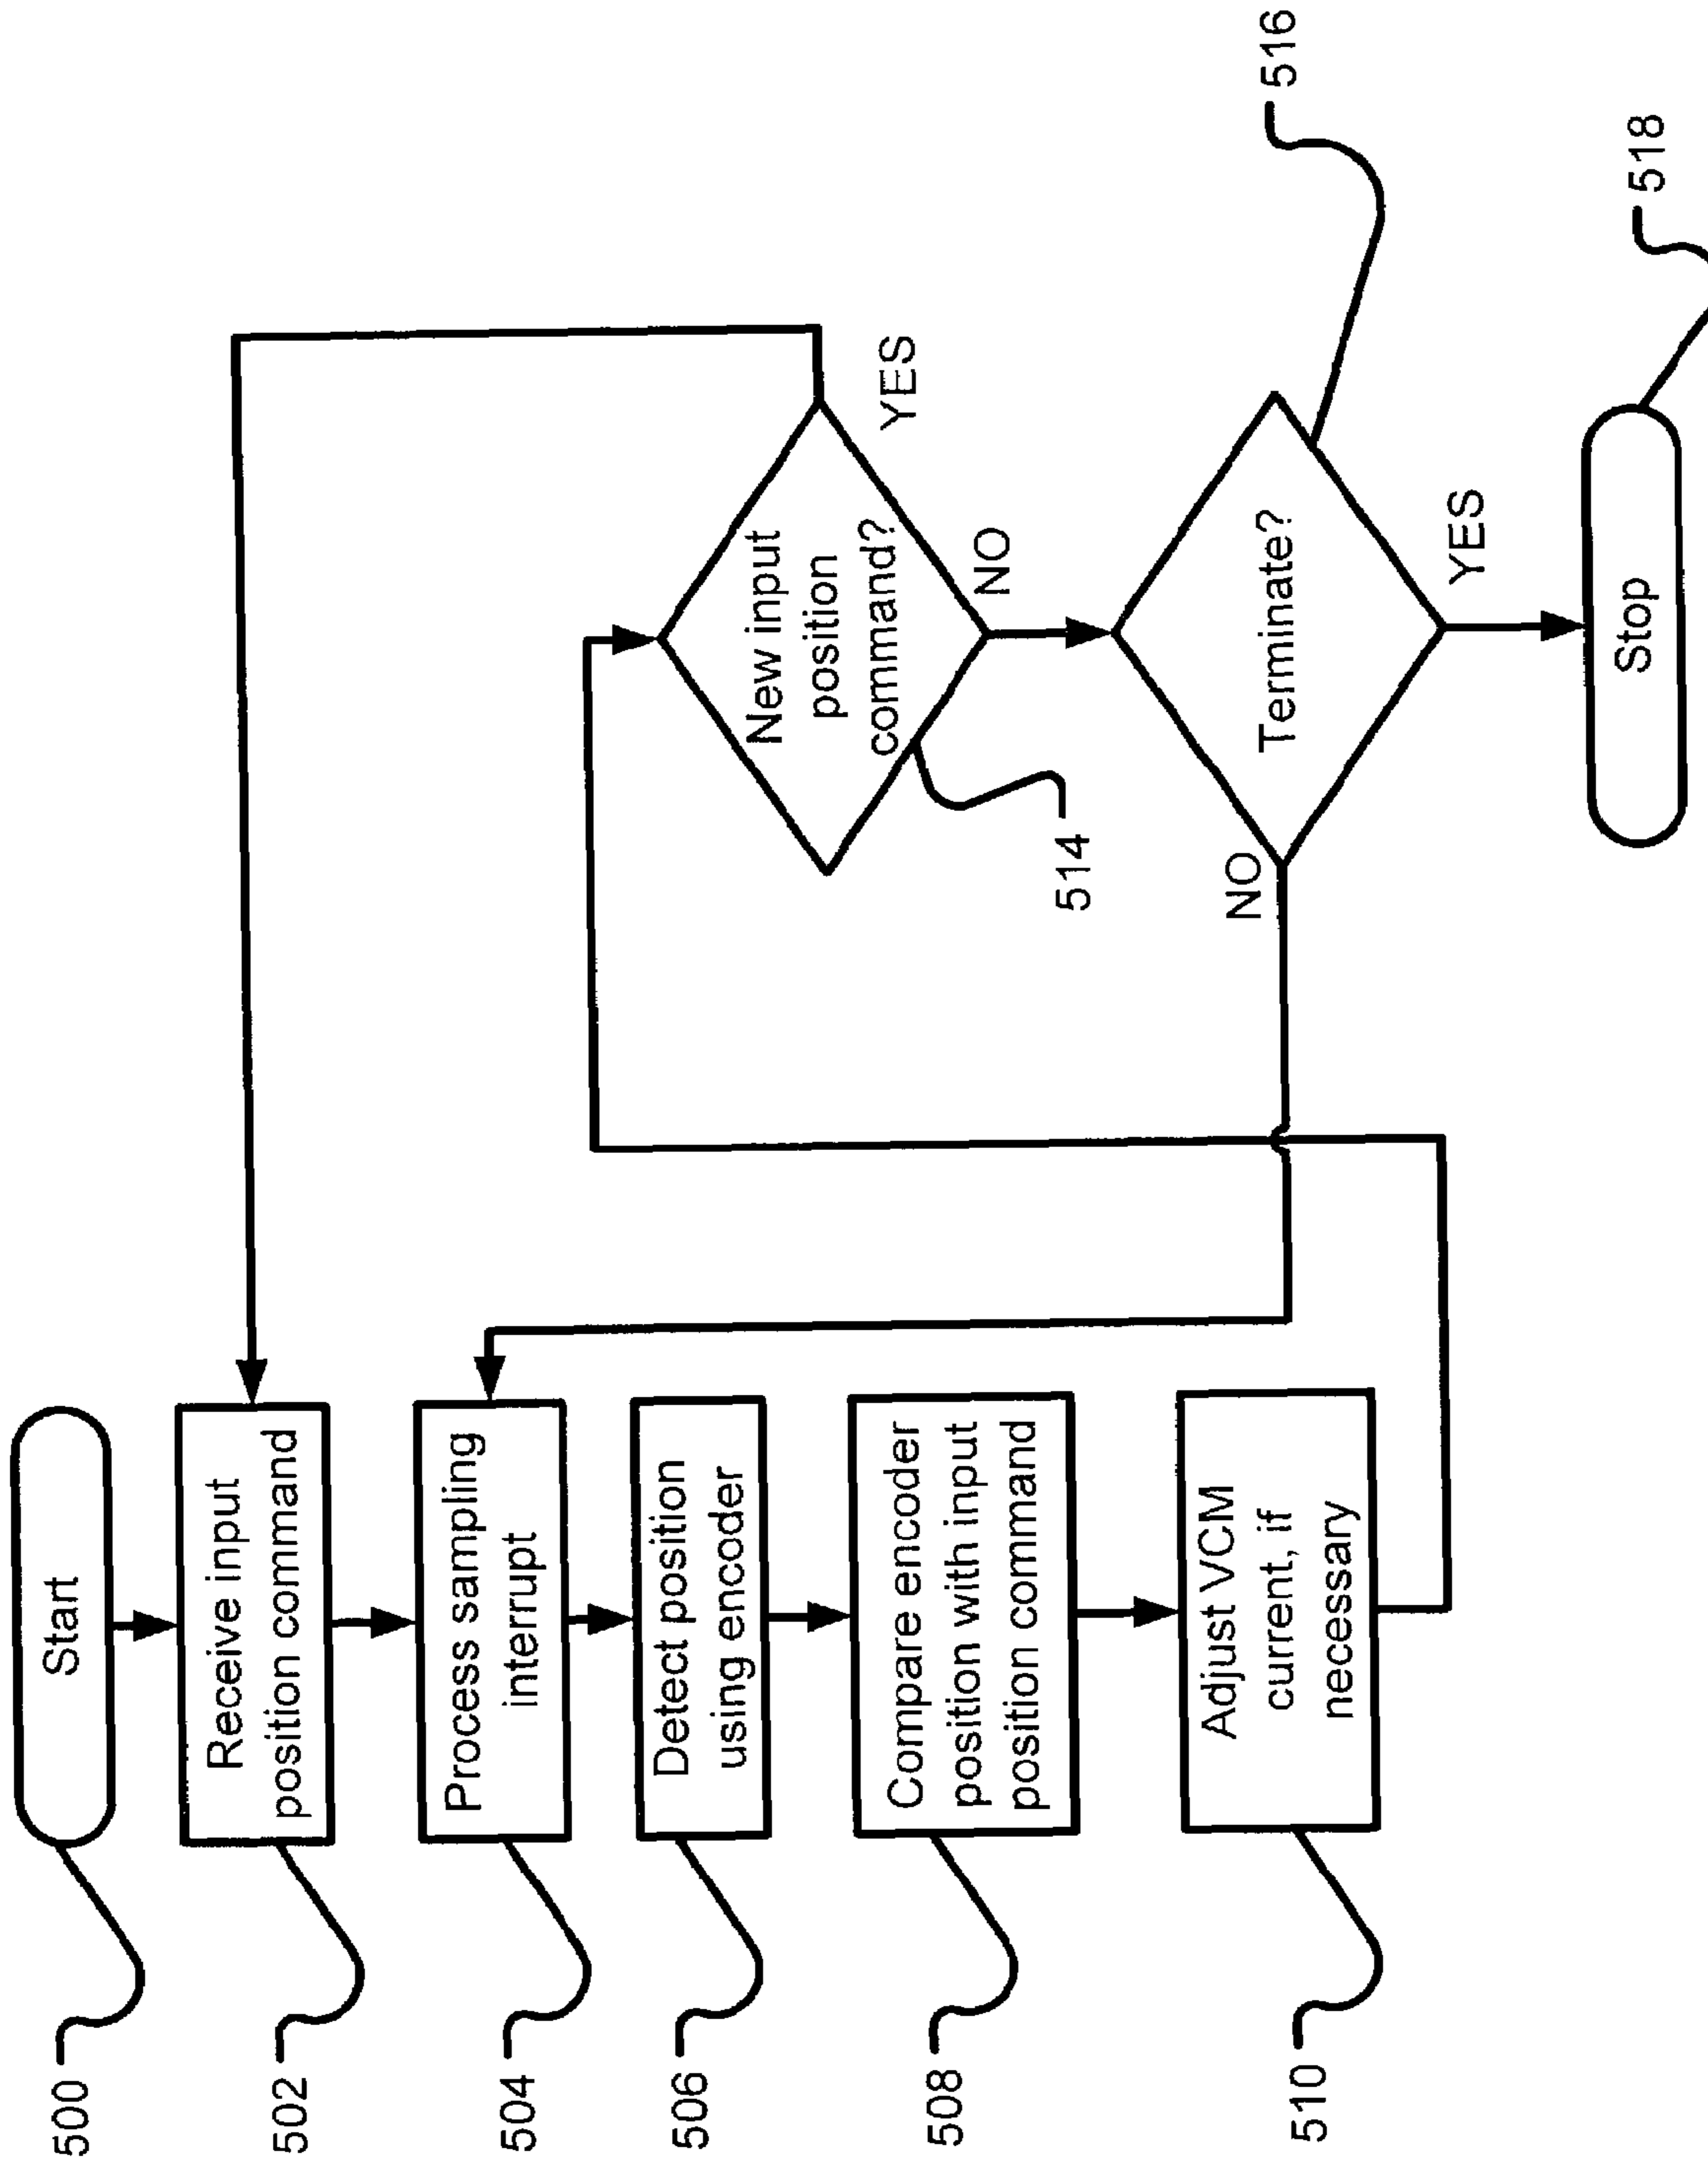 Start
500
Receive input
position command
502
Process sampling
interrupt
504
Detect position
using encoder
506
Compare encoder
position with input
position command
508
Adjust VCM
current, if
necessary
510
New input
position
command?
YES
NO
514
Terminate?
NO
YES
516
Stop
518